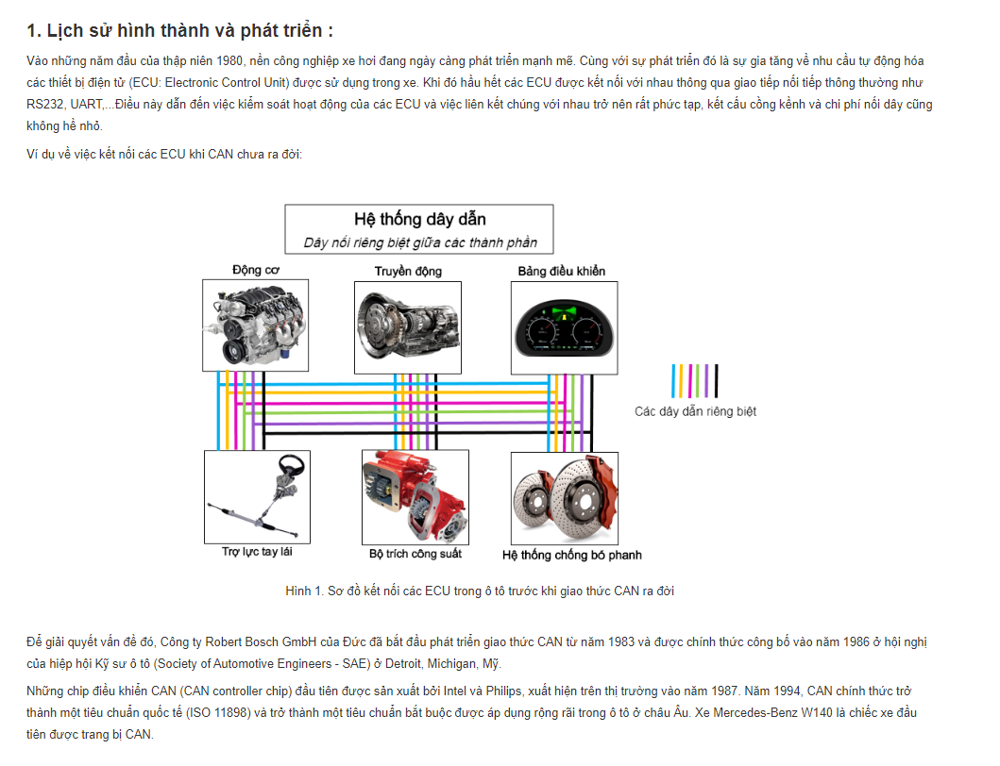 1. Lịch sử hình thành và phát triển :
Vào những năm đầu của thập niên 1980, nền công nghiệp xe hơi đang ngày càng phát triển mạnh mẽ. Cùng với sự phát triển đó là sự gia tăng về nhu cầu tự động hóa
các thiết bị điện tử (ECU: Electronic Control Unit) được sử dụng trong xe. Khi đó hầu hết các ECU được kết nối với nhau thông qua giao tiếp nối tiếp thông thường như
RS232, UART,...Điều này dẫn đến việc kiểm soát hoạt động của các ECU và việc liên kết chúng với nhau trở nên rất phức tạp, kết cấu cồng kềnh và chi phí nối dây cũng
không hề nhỏ.
Ví dụ về việc kết nối các ECU khi CAN chưa ra đời:
Hệ thống dây dẫn
Dây nối riêng biệt giữa các thành phần
Động cơ
Truyền động
Bảng điều khiển
Các dây dẫn riêng biệt
Trợ lực tay lái
Bộ trích công suất
Hệ thống chống bó phanh
Hình 1. Sơ đồ kết nối các ECU trong ô tô trước khi giao thức CAN ra đời
Để giải quyết vấn đề đó, Công ty Robert Bosch GmbH của Đức đã bắt đầu phát triển giao thức CAN từ năm 1983 và được chính thức công bố vào năm 1986 ở hội nghị
của hiệp hội Kỹ sư ô tô (Society of Automotive Engineers - SAE) ở Detroit, Michigan, Mỹ.
Những chip điều khiển CAN (CAN controller chip) đầu tiên được sản xuất bởi Intel và Philips, xuất hiện trên thị trường vào năm 1987. Năm 1994, CAN chính thức trở
thành một tiêu chuẩn quốc tế (ISO 11898) và trở thành một tiêu chuẩn bắt buộc được áp dụng rộng rãi trong ô tô ở châu Âu. Xe Mercedes-Benz W140 là chiếc xe đầu
tiên được trang bị CAN.